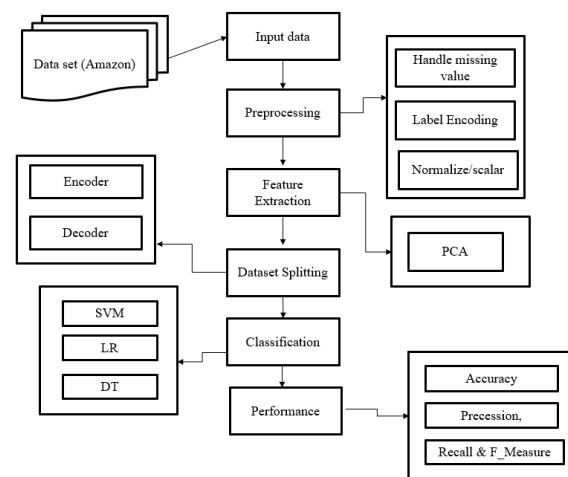 Data set (Amazon)
Input data
Preprocessing
Handle missing
value
Label Encoding
Normalize/scalar
Feature
Extraction
PCA
Encoder
Decoder
Dataset Splitting
SVM
LR
DT
Classification
Performance
Accuracy
Precession,
Recall & F_Measure